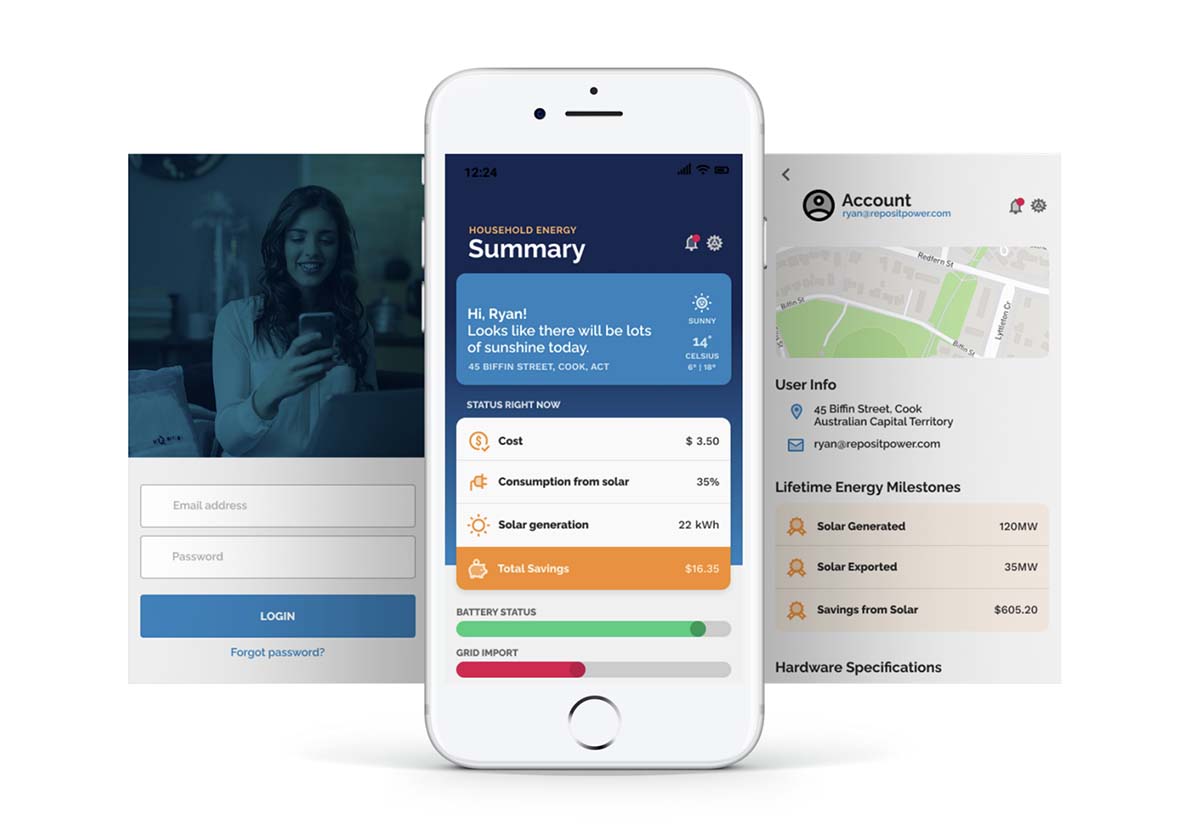 Email address
Password
LOGIN
Forgot password?
12:24
HOUSEHOLD ENERGY
Summary
Hi, Ryan!
Looks like there will be lots
of sunshine today.
45 BIFFIN STREET, COOK, ACT
SUNNY
14°
CELSIUS
6° | 18°
STATUS RIGHT NOW
Cost $ 3.50
Consumption from solar 35%
Solar generation 22 kWh
Total Savings $16.35
BATTERY STATUS
GRID IMPORT
Account
ryan@repositpower.com
Redfern St
Biffin St
Lyttleton Cr
Biffin St
User Info
45 Biffin Street, Cook
Australian Capital Territory
ryan@repositpower.com
Lifetime Energy Milestones
Solar Generated 120MW
Solar Exported 35MW
Savings from Solar $605.20
Hardware Specifications